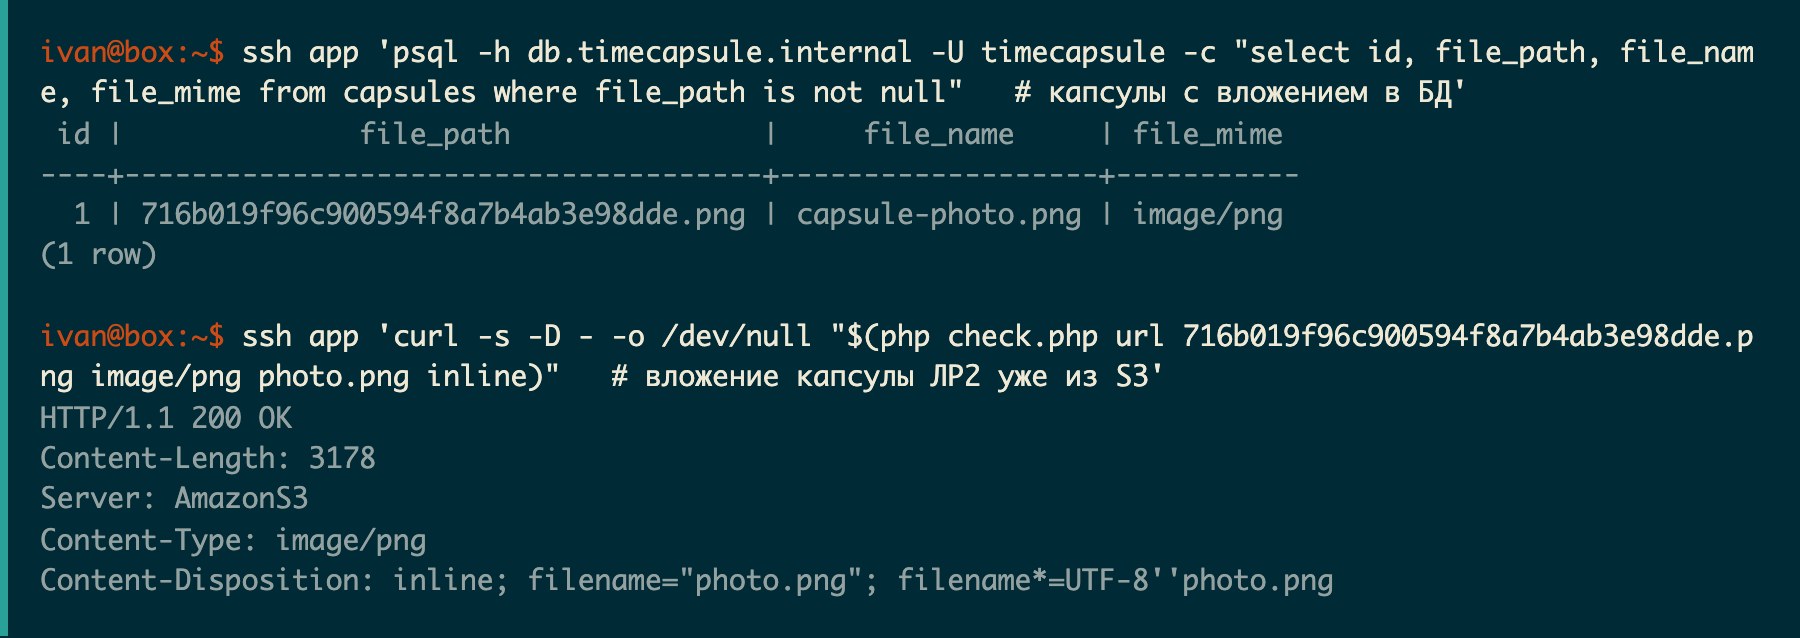 ivan@box:~$ ssh app 'psql -h db.timecapsule.internal -U timecapsule -c "select id, file_path, file_nam
e, file_mime from capsules where file_path is not null"   # капсулы с вложением в БД'
 id |              file_path               |     file_name     | file_mime
----+--------------------------------------+-------------------+-----------
  1 | 716b019f96c900594f8a7b4ab3e98dde.png | capsule-photo.png | image/png
(1 row)
ivan@box:~$ ssh app 'curl -s -D - -o /dev/null "$(php check.php url 716b019f96c900594f8a7b4ab3e98dde.p
ng image/png photo.png inline)"   # вложение капсулы ЛР2 уже из S3'
HTTP/1.1 200 OK
Content-Length: 3178
Server: AmazonS3
Content-Type: image/png
Content-Disposition: inline; filename="photo.png"; filename*=UTF-8''photo.png